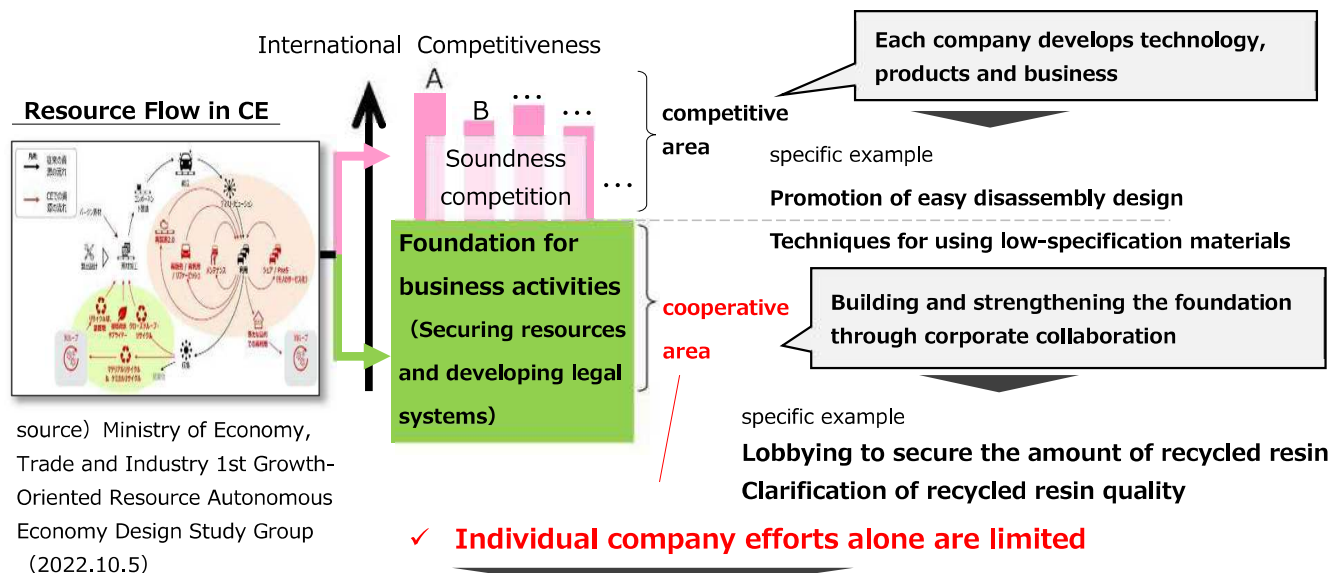 International Competitiveness
Resource Flow in CE
A
B
…
…
Soundness
competition
…
competitive
area
Each company develops technology,
products and business
specific example
Promotion of easy disassembly design
Techniques for using low-specification materials
Foundation for
business activities
（Securing resources
and developing legal
systems）
cooperative
area
Building and strengthening the foundation
through corporate collaboration
specific example
Lobbying to secure the amount of recycled resin
Clarification of recycled resin quality
source）Ministry of Economy,
Trade and Industry 1st Growth-
Oriented Resource Autonomous
Economy Design Study Group
（2022.10.5）
✓ Individual company efforts alone are limited